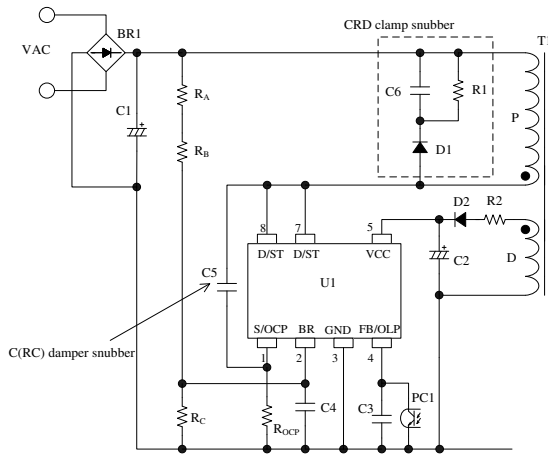 CRD clamp snubber
BR1
T1
VAC
C1
RA
RB
C6
R1
P
D1
D2
R2
8
7
5
D/ST
D/ST
VCC
C5
U1
C2
D
S/OCP
BR
GND
FB/OLP
C(RC) damper snubber
1
2
3
4
RC
ROCP
C4
C3
PC1